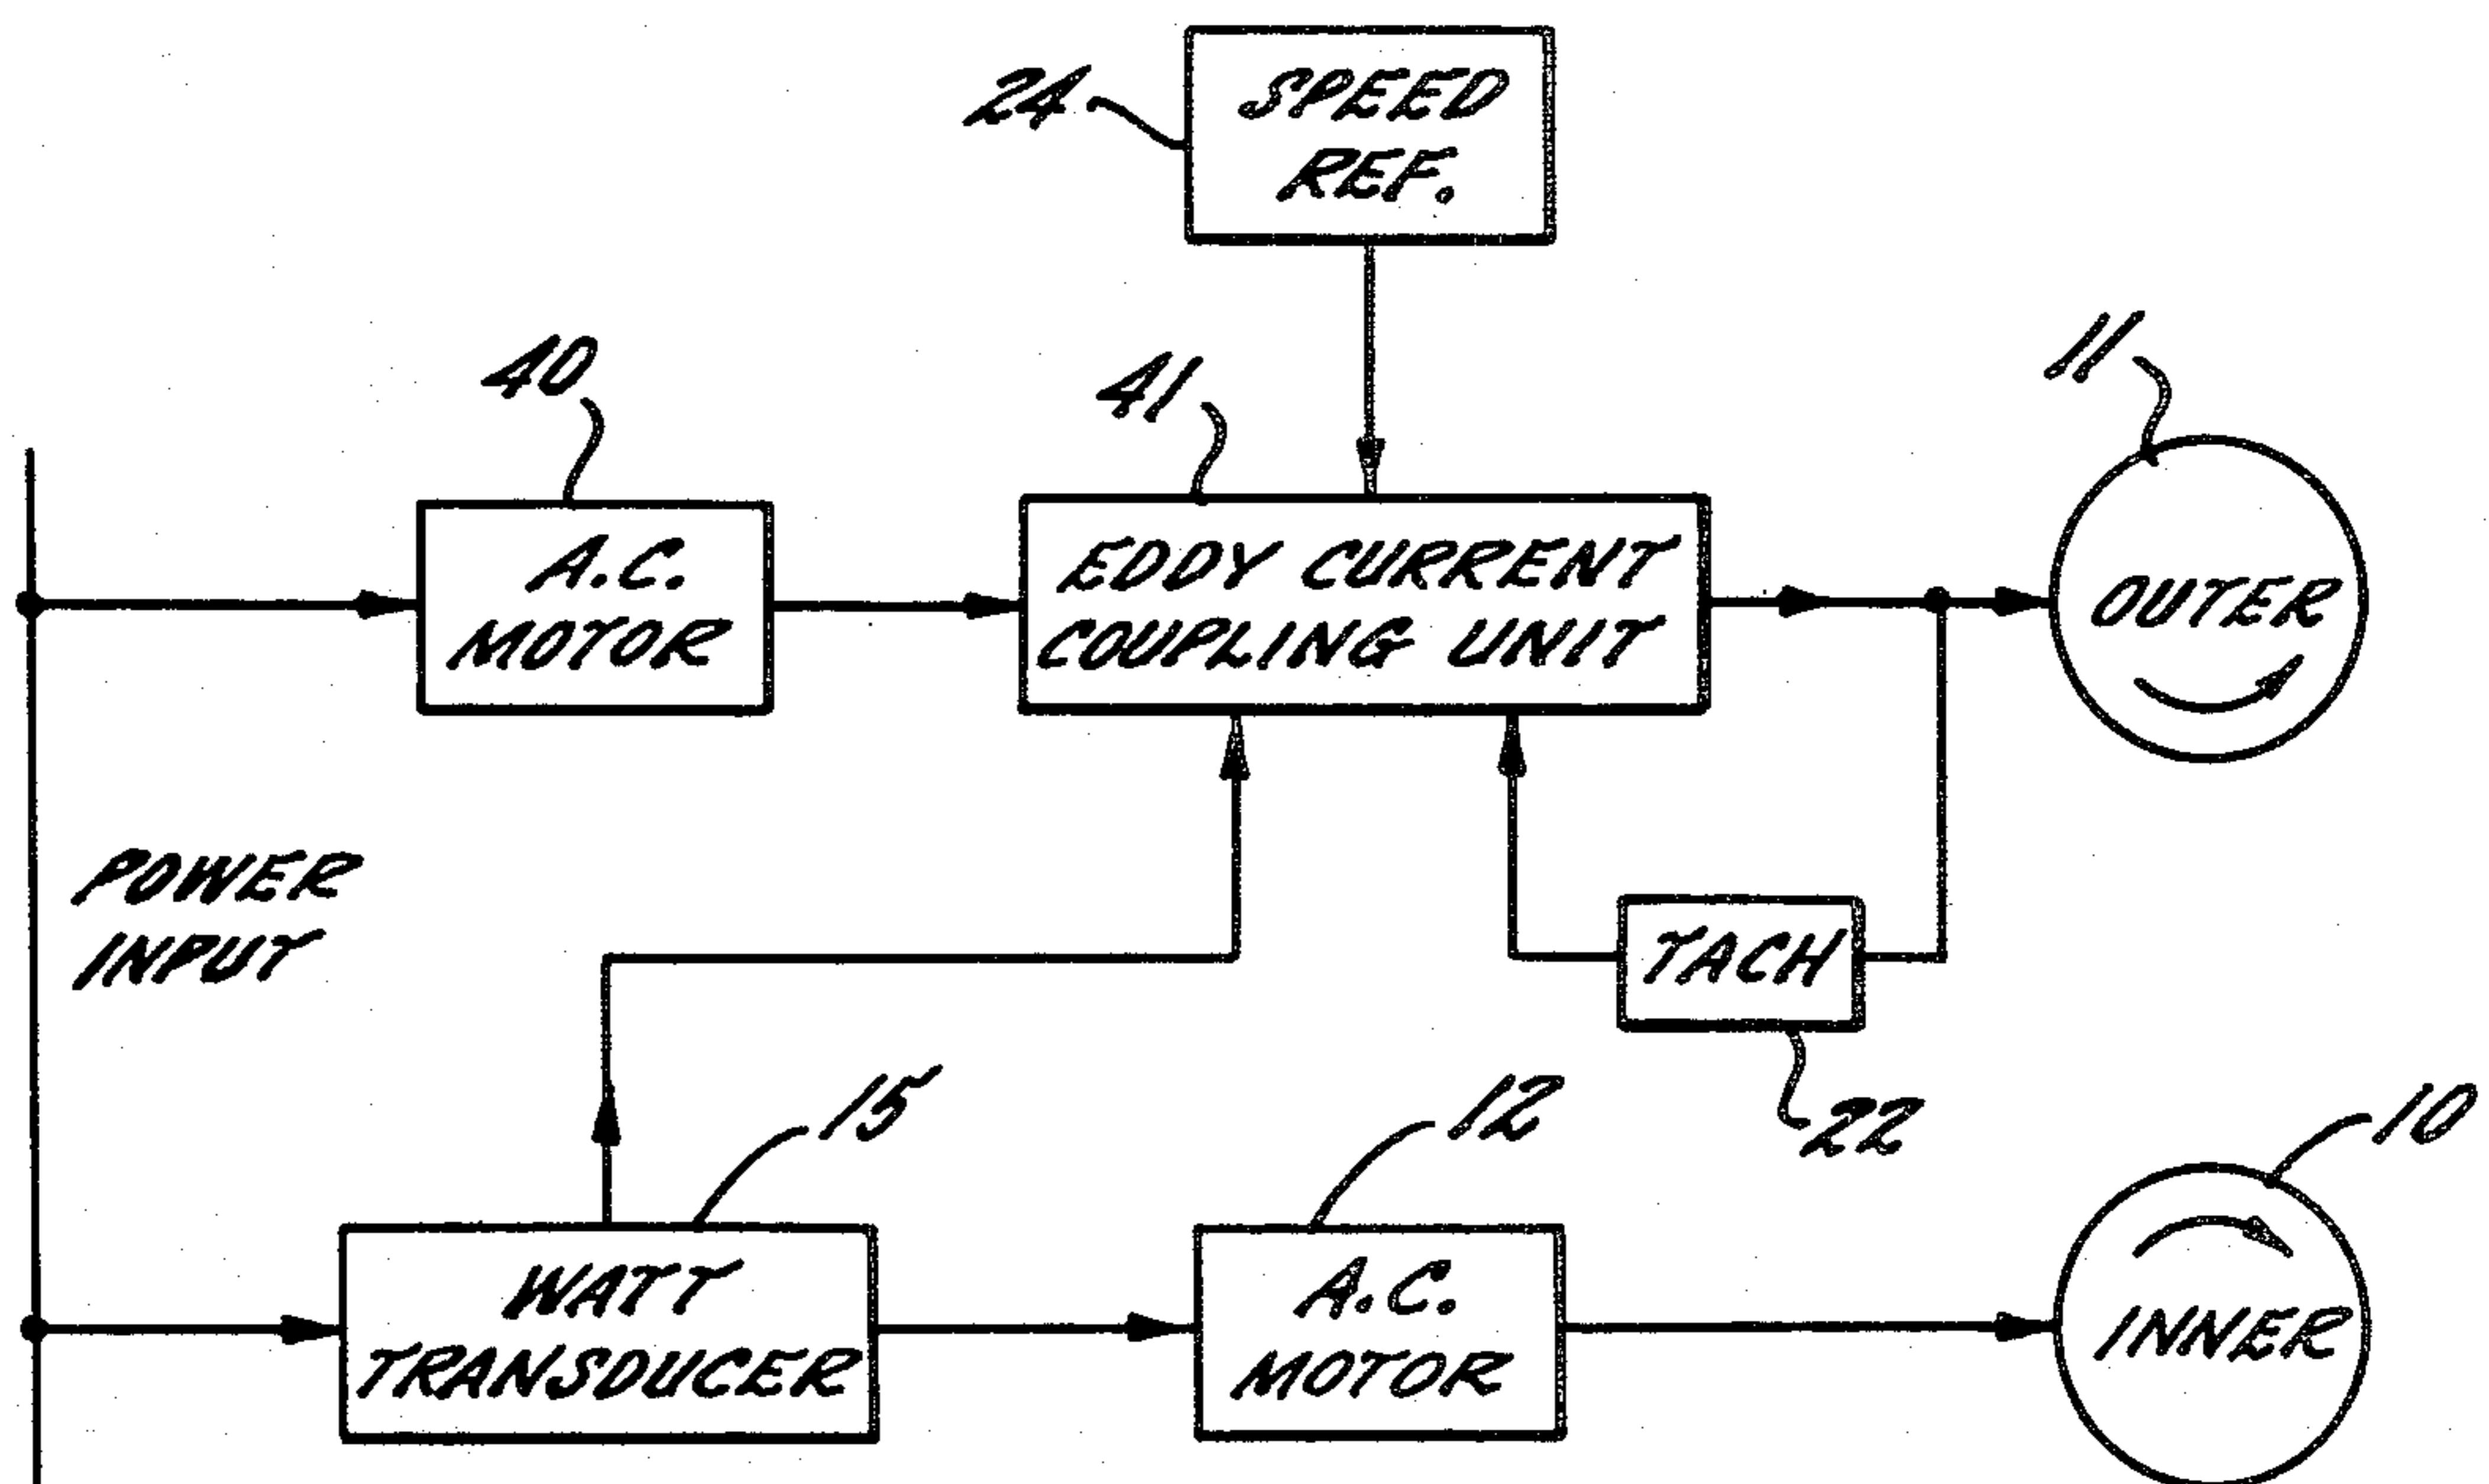 24
SPEED
REF.
40
41
11
A.C.
MOTOR
EDDY CURRENT
COUPLING UNIT
OUTER
POWER
INPUT
TACH
22
15
12
10
WATT
TRANSDUCER
A.C.
MOTOR
INNER